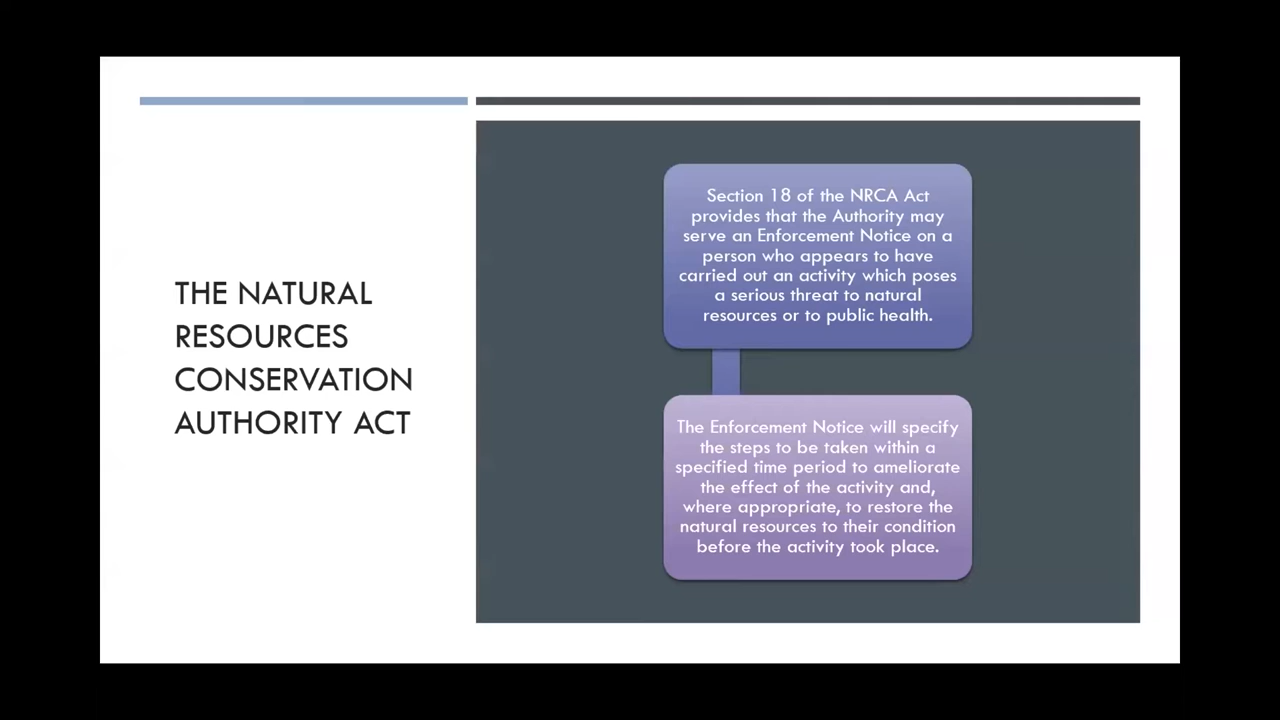 THE NATURAL
RESOURCES
CONSERVATION
AUTHORITY ACT
Section 18 of the NRCA Act
provides that the Authority may
serve an Enforcement Notice on a
person who appears to have
carried out an activity which poses
a serious threat to natural
resources or to public health.
The Enforcement Notice will specify
the steps to be taken within a
specified time period to ameliorate
the effect of the activity and,
where appropriate, to restore the
natural resources to their condition
before the activity took place.